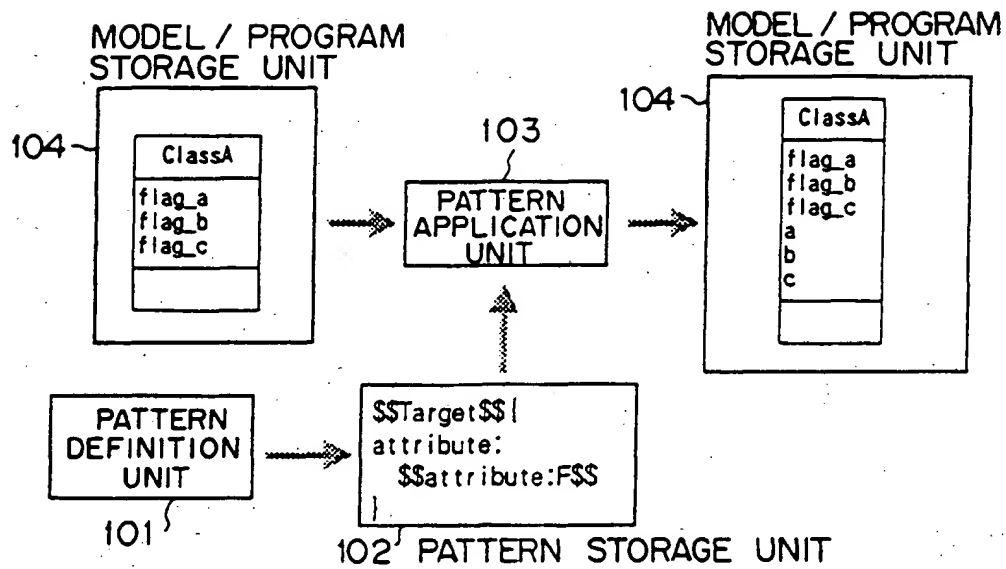 MODEL / PROGRAM
STORAGE UNIT
104
ClassA
flag_a
flag_b
flag_c
103
PATTERN
APPLICATION
UNIT
MODEL / PROGRAM
STORAGE UNIT
104
ClassA
flag_a
flag_b
flag_c
a
b
c
PATTERN
DEFINITION
UNIT
101
$$Target$${
attribute:
$$attribute:F$$
}
102 PATTERN STORAGE UNIT